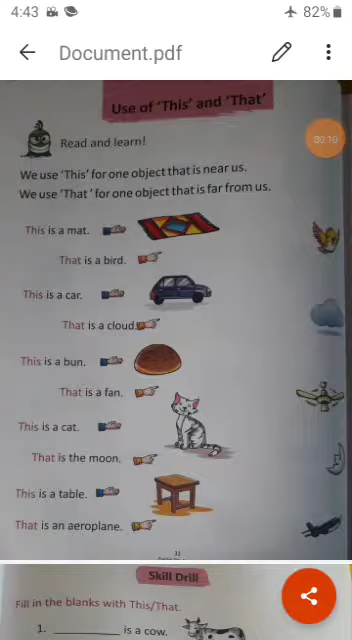 4:43
82%
Document.pdf
Use of 'This' and 'That'
Read and learn!
00:10
We use 'This' for one object that is near us.
We use 'That' for one object that is far from us.
This is a mat.
That is a bird.
This is a car.
That is a cloud.
This is a bun.
That is a fan.
This is a cat.
That is the moon.
This is a table.
That is an aeroplane.
Skill Drill
Fill in the blanks with This/That.
1. __________ is a cow.